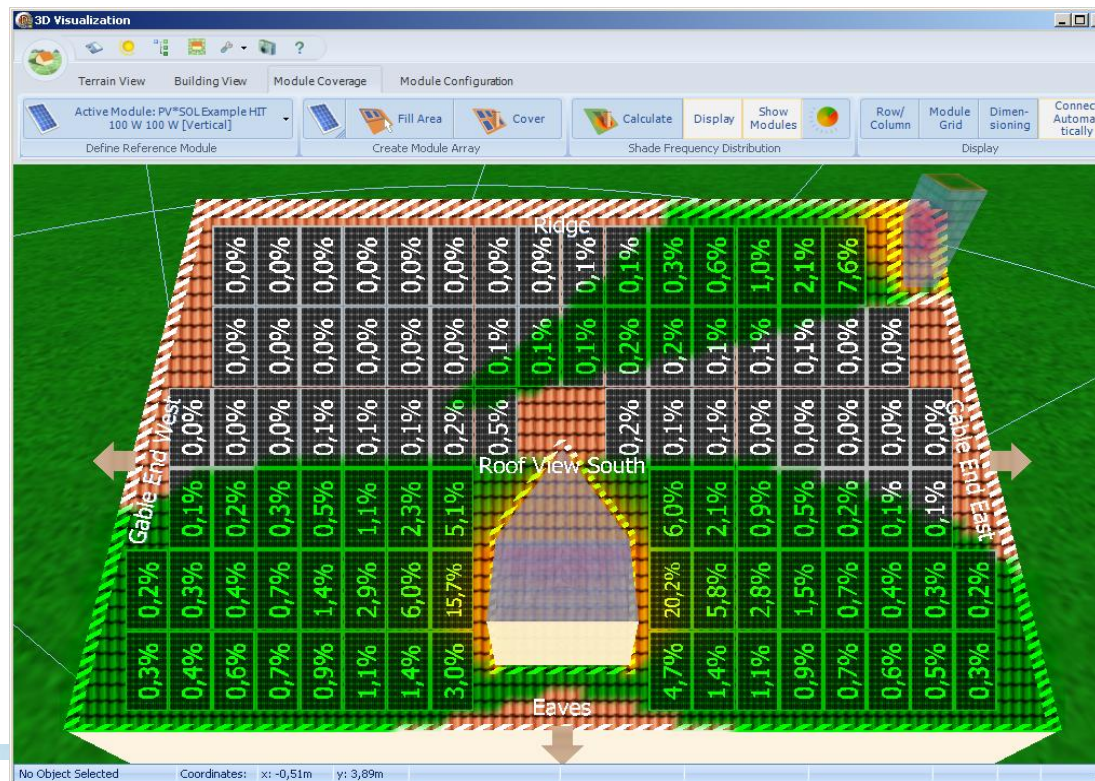 3D Visualization
Terrain View Building View Module Coverage Module Configuration
Active Module: PV*SOL Example HIT
100 W 100 W [Vertical]
Fill Area Cover Calculate Display Show
Modules
Row/
Column
Module
Grid
Dimen-
sioning
Connec
Automa
tically
Define Reference Module Create Module Array Shade Frequency Distribution Display
Ridge
0,0% 0,0% 0,0% 0,0% 0,0% 0,0% 0,0% 0,0% 0,1% 0,1% 0,3% 0,6% 1,0% 2,1% 7,6%
0,0% 0,0% 0,0% 0,0% 0,0% 0,0% 0,1% 0,1% 0,1% 0,2% 0,2% 0,1% 0,1% 0,1% 0,0% 0,0%
0,0% 0,0% 0,0% 0,1% 0,1% 0,1% 0,2% 0,5% 0,2% 0,1% 0,1% 0,0% 0,0% 0,0% 0,0% 0,0%
Gable End West
Roof View South
Gable End East
0,1% 0,2% 0,3% 0,5% 1,1% 2,3% 5,1% 6,0% 2,1% 0,9% 0,5% 0,2% 0,1% 0,1%
0,2% 0,3% 0,4% 0,7% 1,4% 2,9% 6,0% 15,7% 20,2% 5,8% 2,8% 1,5% 0,7% 0,4% 0,3% 0,2%
0,3% 0,4% 0,6% 0,7% 0,9% 1,1% 1,4% 3,0% 4,7% 1,4% 1,1% 0,9% 0,7% 0,6% 0,5% 0,3%
Eaves
No Object Selected Coordinates: x: -0,51m y: 3,89m